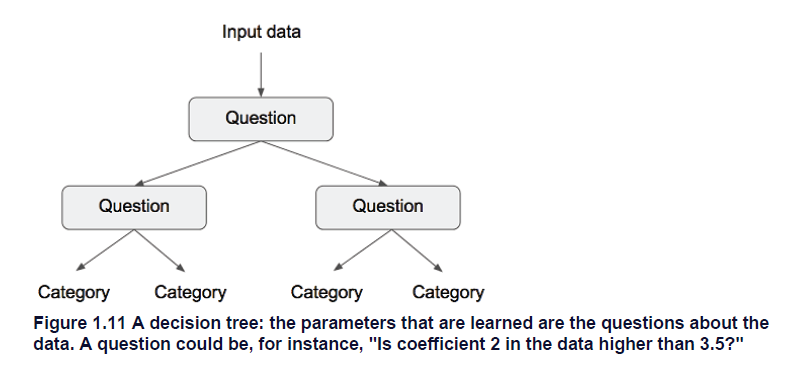 Input data
Question
Question
Question
Category
Category
Category
Category
Figure 1.11 A decision tree: the parameters that are learned are the questions about the
data. A question could be, for instance, "Is coefficient 2 in the data higher than 3.5?"